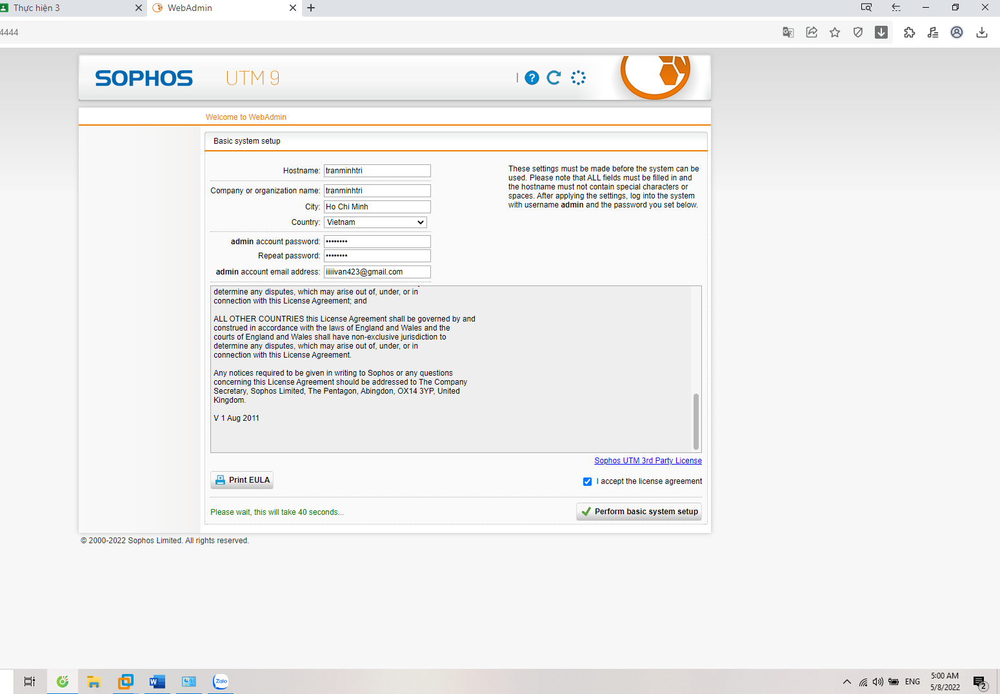 Thực hiện 3
WebAdmin
4444
SOPHOS
UTM 9
Welcome to WebAdmin
Basic system setup
Hostname: tranminhtri
Company or organization name: tranminhtri
City: Ho Chi Minh
Country: Vietnam
admin account password: ••••••••
Repeat password: ••••••••
admin account email address: iiiiivan423@gmail.com
These settings must be made before the system can be
used. Please note that ALL fields must be filled in and
the hostname must not contain special characters or
spaces. After applying the settings, log into the system
with username admin and the password you set below.
determine any disputes, which may arise out of, under, or in
connection with this License Agreement; and
ALL OTHER COUNTRIES this License Agreement shall be governed by and
construed in accordance with the laws of England and Wales and the
courts of England and Wales shall have non-exclusive jurisdiction to
determine any disputes, which may arise out of, under, or in
connection with this License Agreement.
Any notices required to be given in writing to Sophos or any questions
concerning this License Agreement should be addressed to The Company
Secretary, Sophos Limited, The Pentagon, Abingdon, OX14 3YP, United
Kingdom.
V 1 Aug 2011
Sophos UTM 3rd Party License
Print EULA
I accept the license agreement
Please wait, this will take 40 seconds...
Perform basic system setup
© 2000-2022 Sophos Limited. All rights reserved.
W
Zalo
ENG
5:00 AM
5/8/2022
2